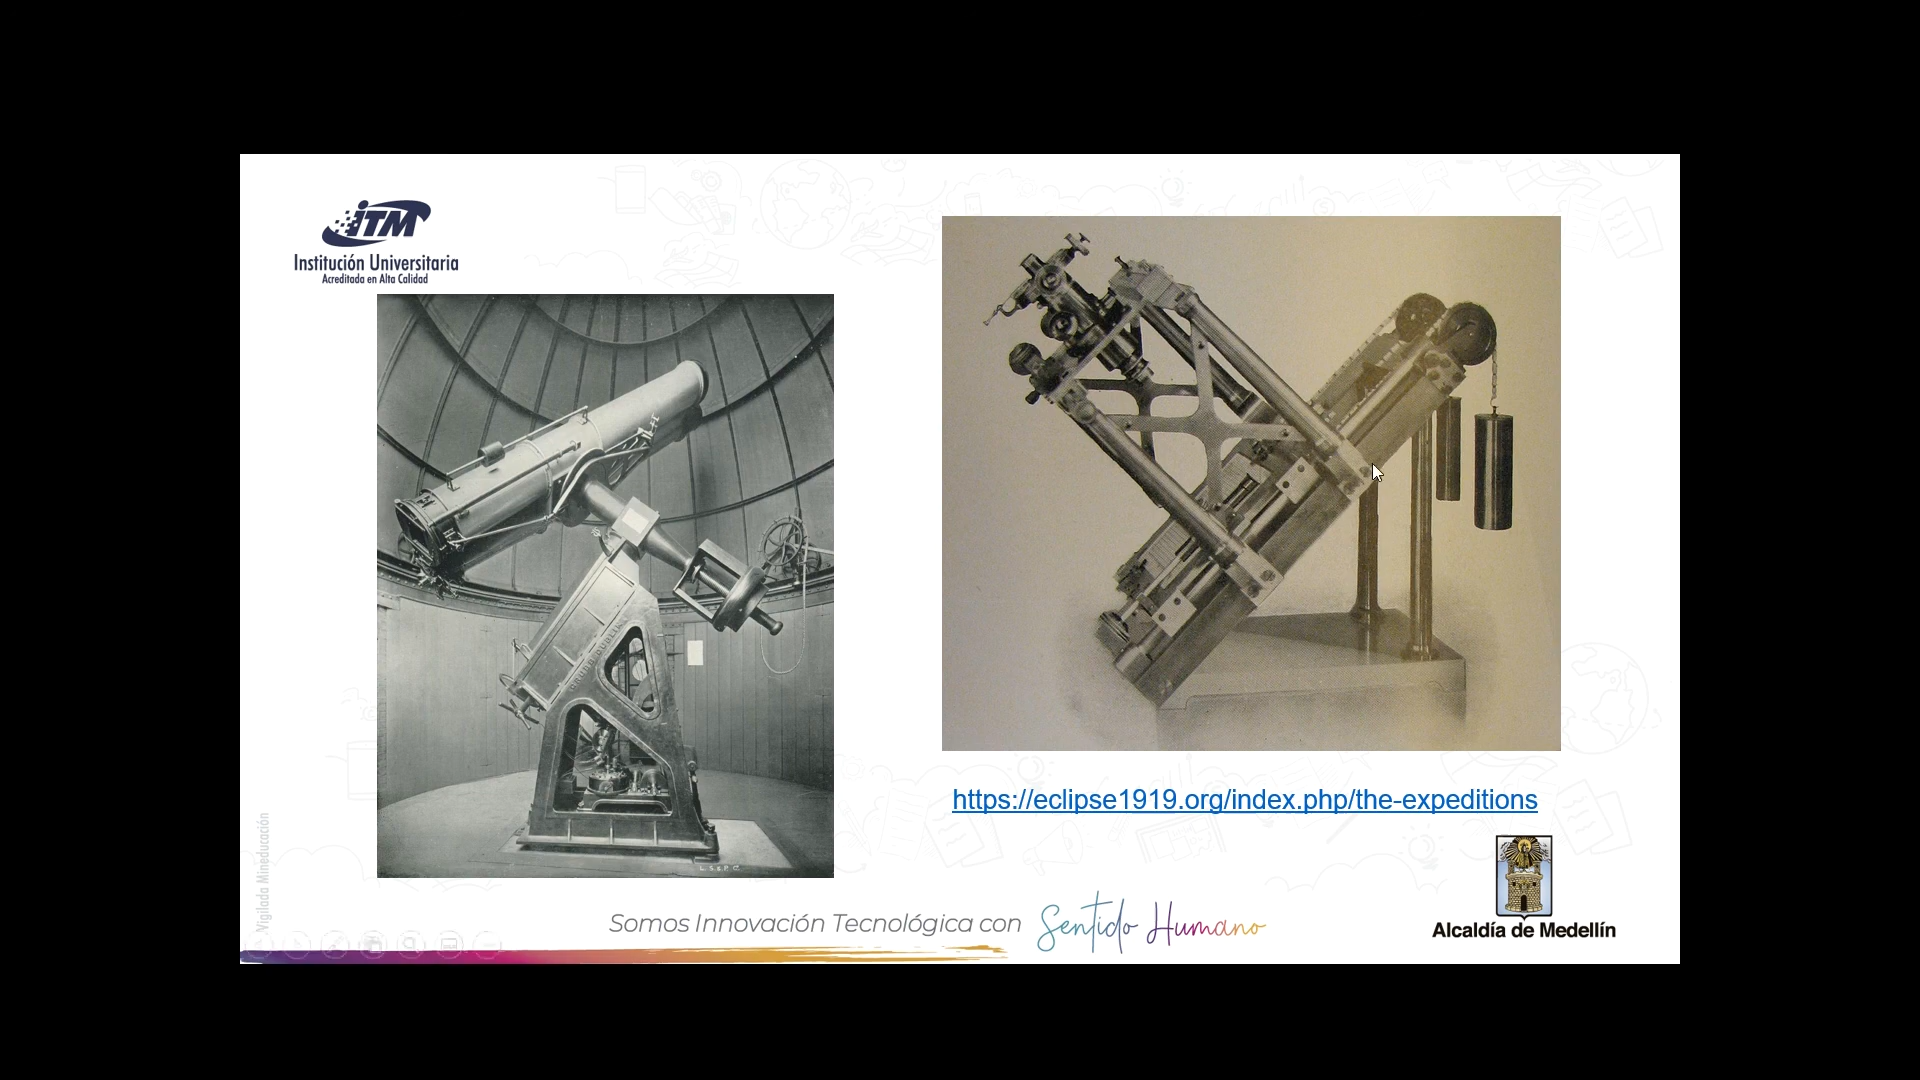 iTM
Institución Universitaria
Acreditada en Alta Calidad
https://eclipse1919.org/index.php/the-expeditions
Vigilada Mineducación
Somos Innovación Tecnológica con Sentido Humano
Alcaldía de Medellín